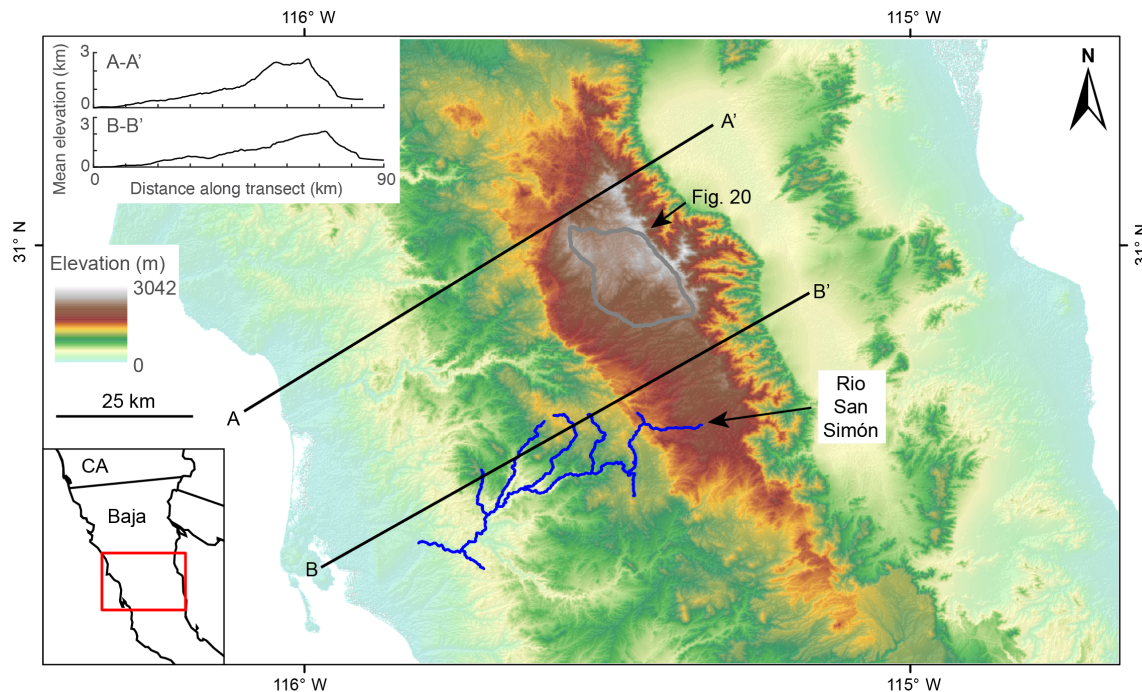 116° W
115° W
3
0
Mean elevation (km)
(km)
A-A’
3
0
B-B’
0
90
Distance along transect (km)
N
A’
Fig. 20
31° N
31° N
Elevation (m)
3042
0
B’
25 km
A
Rio
San
Simón
CA
Baja
B
116° W
115° W